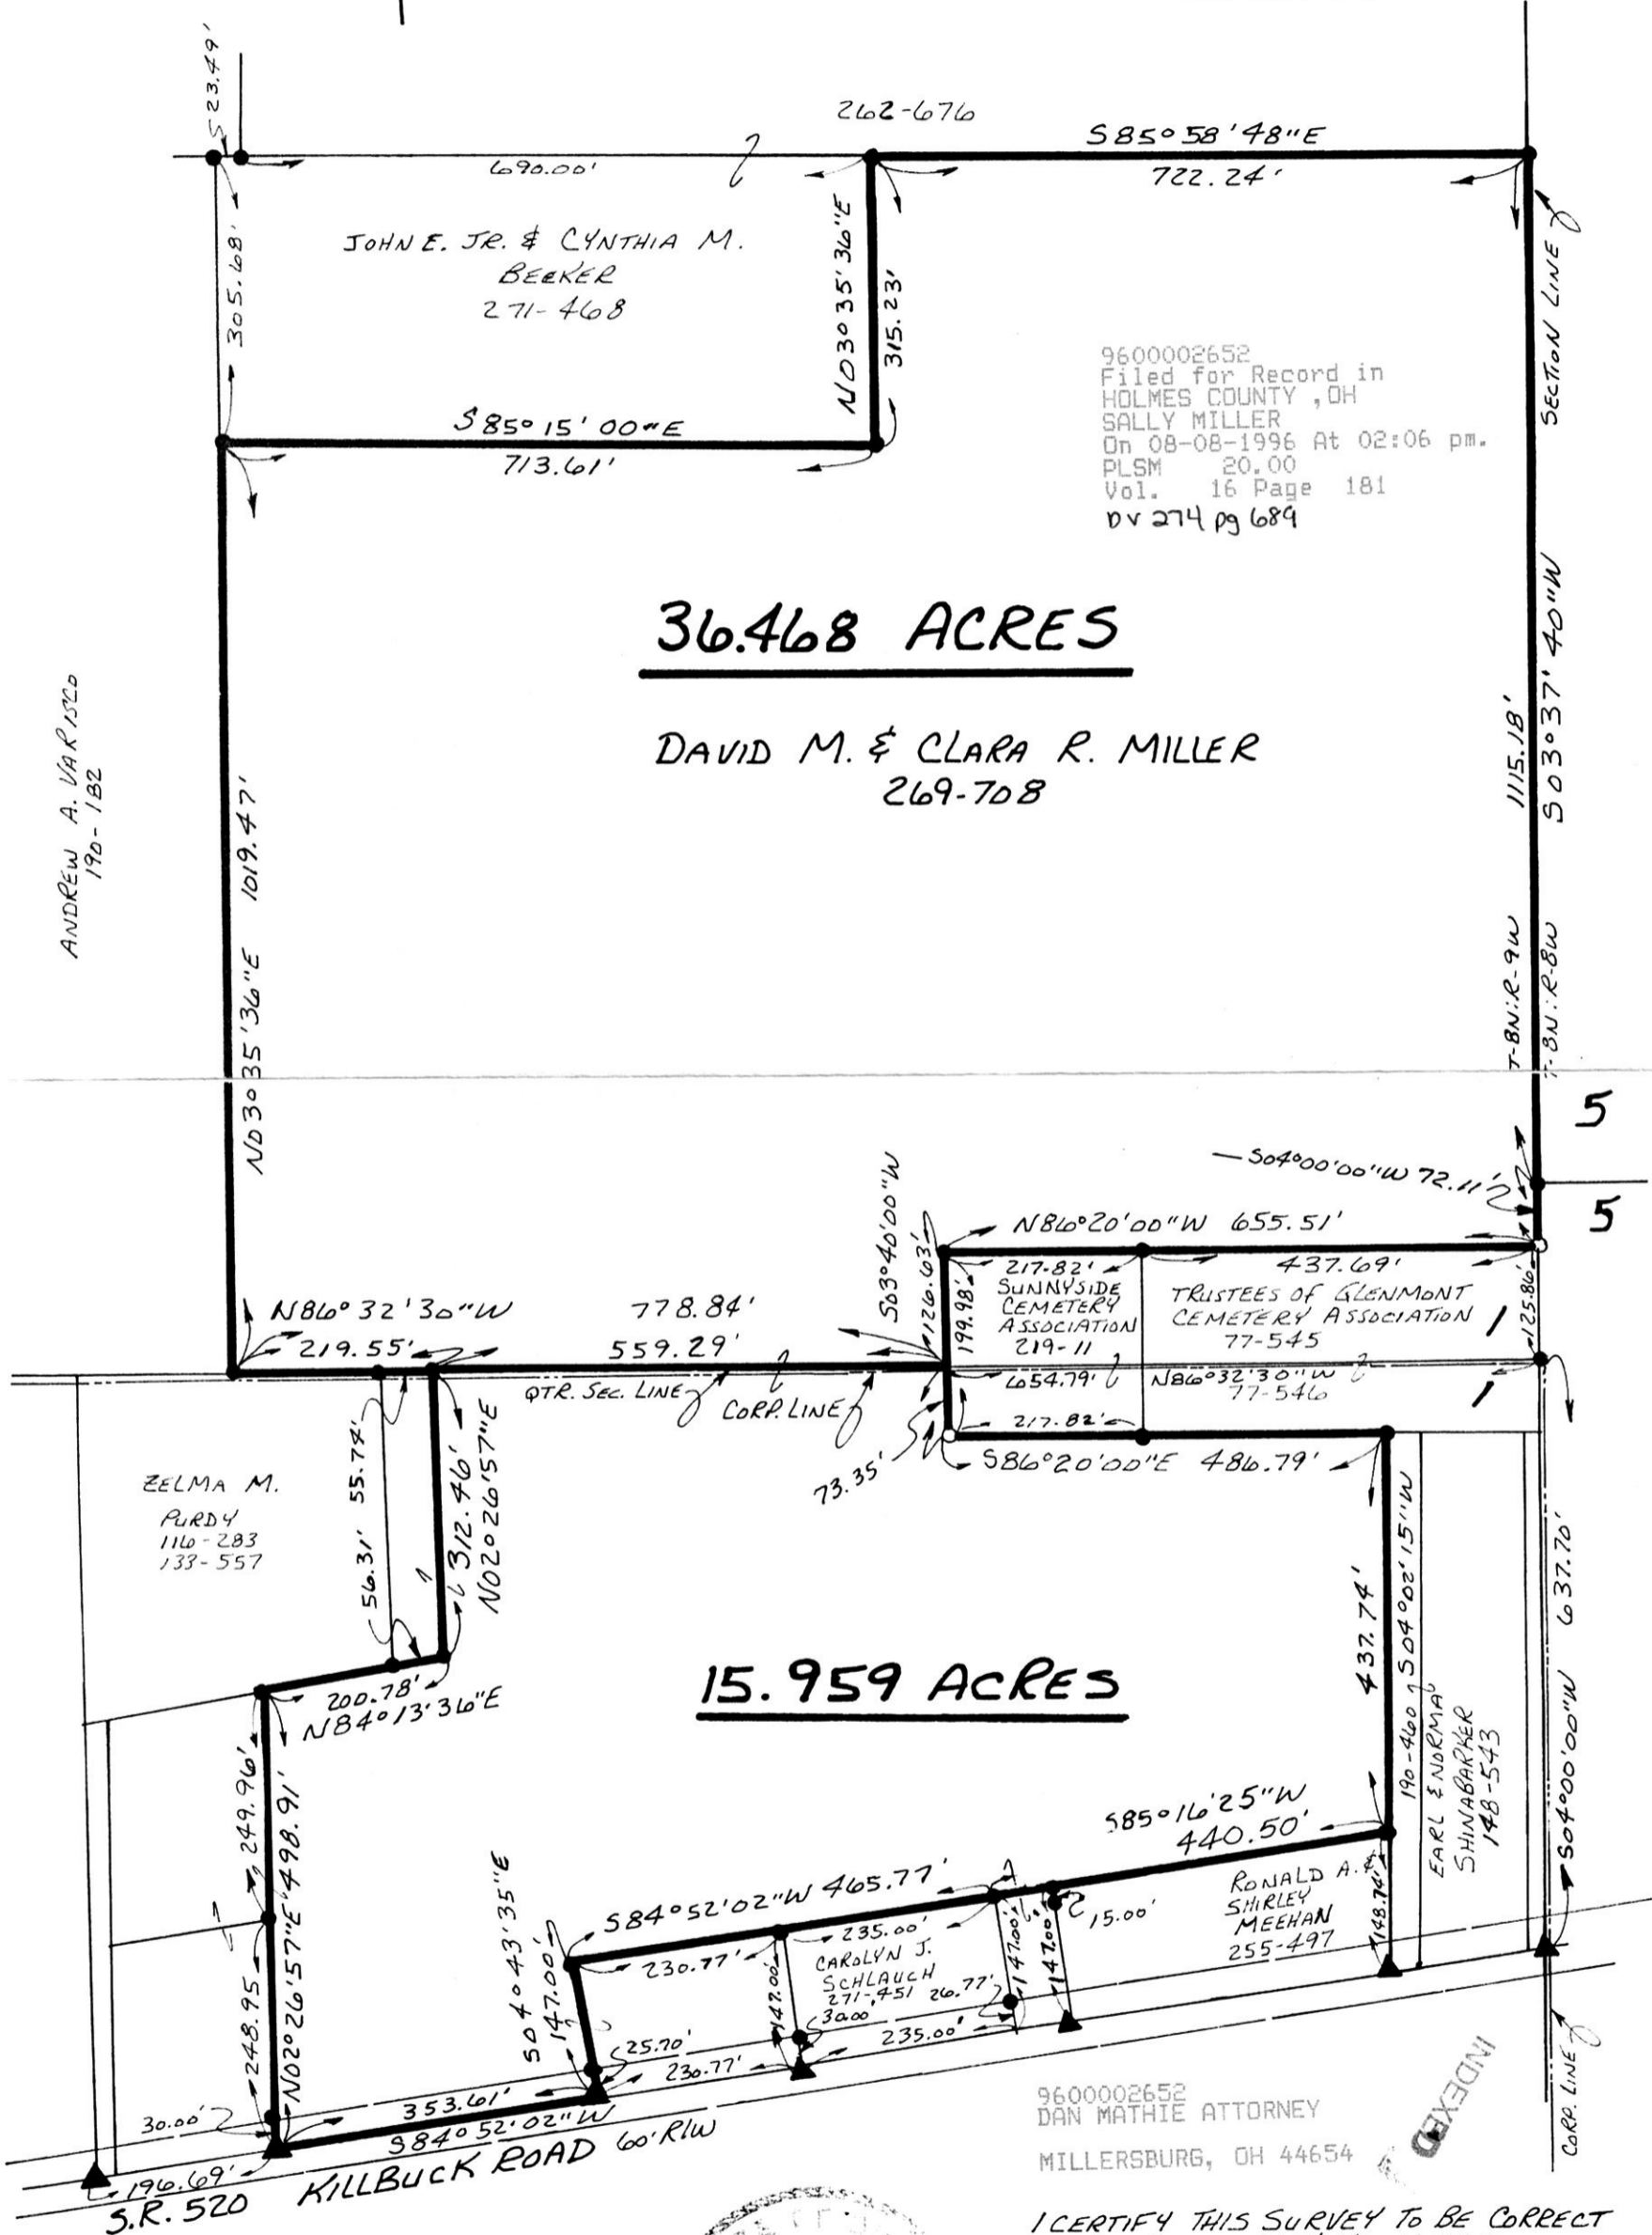 23.49'
262-676
S85°58'48"E
690.00'
722.24'
305.68'
JOHN E. JR. & CYNTHIA M.
BEEKER
271-468
N03°35'36"E
315.23'
SECTION LINE
S85°15'00"E
713.61'
9600002652
Filed for Record in
HOLMES COUNTY ,OH
SALLY MILLER
On 08-08-1996 At 02:06 pm.
PLSM 20.00
Vol. 16 Page 181
DV 274 pg 689
36.468 ACRES
DAVID M. & CLARA R. MILLER
269-708
ANDREW A. VARISCO
190-182
N03°35'36"E 1019.47'
1115.18'
S03°37'40"W
T-8N:R-9W
T-8N:R-8W
5
5
S04°00'00"W 72.11'
N86°20'00"W 655.51'
S03°40'00"W
126.63'
199.98'
217.82'
437.69'
SUNNYSIDE
CEMETERY
ASSOCIATION
219-11
TRUSTEES OF GLENMONT
CEMETERY ASSOCIATION
77-545
1
125.86'
N86°32'30"W 778.84'
219.55'
559.29'
QTR. SEC. LINE
CORP. LINE
654.79'
N86°32'30"W
77-546
1
217.82'
73.35'
S86°20'00"E 486.79'
ZELMA M.
PURDY
116-283
133-557
56.31' 55.74'
312.46'
N02°26'57"E
437.74'
S04°02'15"W
190-460
EARL & NORMA
SHINABARKER
148-543
637.70'
S04°00'00"W
200.78'
N84°13'36"E
15.959 ACRES
249.96'
248.95
N02°26'57"E 498.91'
S85°16'25"W
440.50'
S84°52'02"W 465.77'
S04°43'35"E
147.00'
230.77'
235.00'
CAROLYN J.
SCHLAUCH
271-451
26.77'
147.00'
147.00'
147.00'
15.00'
RONALD A. &
SHIRLEY
MEEHAN
255-497
148.74'
30.00
235.00'
25.70'
230.77'
30.00'
353.61'
S84°52'02"W
196.69'
S.R. 520 KILLBUCK ROAD 60' R/W
CORP. LINE
9600002652
DAN MATHIE ATTORNEY
MILLERSBURG, OH 44654
INDEXED
I CERTIFY THIS SURVEY TO BE CORRECT